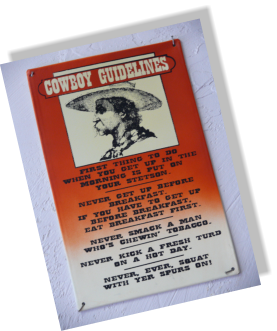 COWBOY GUIDELINES
FIRST THING TO DO
WHEN YOU GET UP IN THE
MORNING IS PUT ON
YOUR STETSON.
NEVER GET UP BEFORE
BREAKFAST.
IF YOU HAVE TO GET UP
BEFORE BREAKFAST,
EAT BREAKFAST FIRST.
NEVER SMACK A MAN
WHO'S CHEWIN' TOBACCO.
NEVER KICK A FRESH TURD
ON A HOT DAY.
NEVER, EVER, SQUAT
WITH YER SPURS ON!